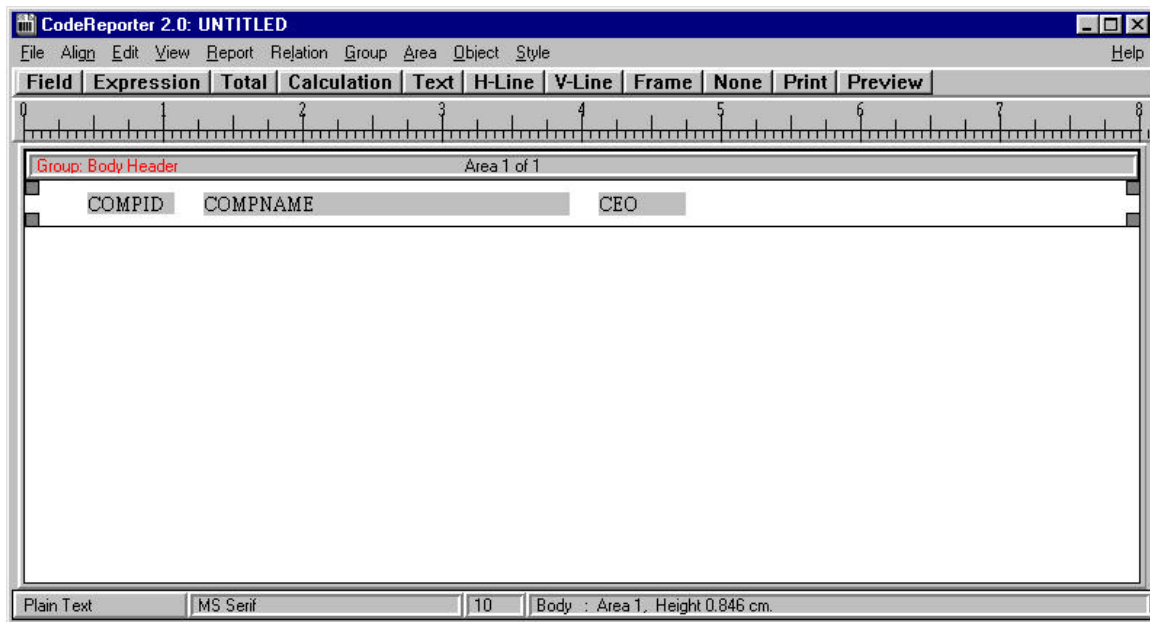 CodeReporter 2.0: UNTITLED
File Align Edit View Report Relation Group Area Object Style Help
Field Expression Total Calculation Text H-Line V-Line Frame None Print Preview
0 1 2 3 4 5 6 7 8
Group: Body Header Area 1 of 1
COMPID COMPNAME CEO
Plain Text MS Serif 10 Body : Area 1, Height 0.846 cm.